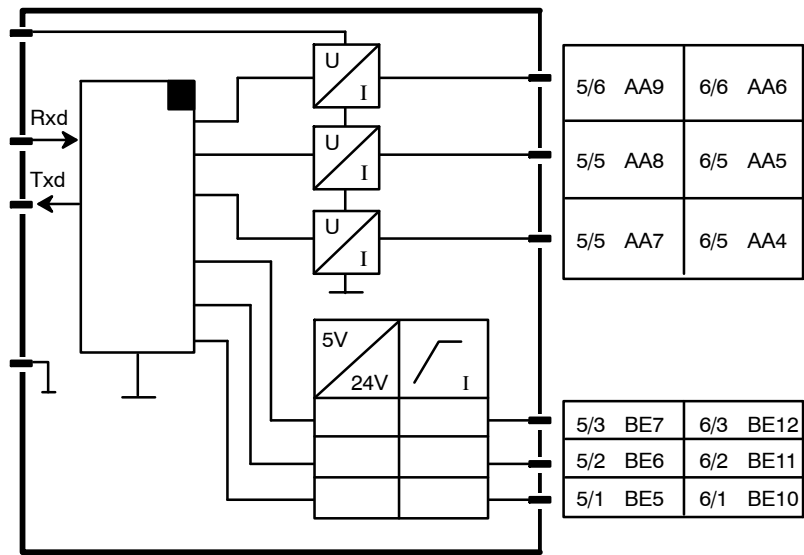 U
I
5/6 AA9 6/6 AA6
Rxd
U
I
5/5 AA8 6/5 AA5
Txd
U
I
5/5 AA7 6/5 AA4
5V
24V I
5/3 BE7 6/3 BE12
5/2 BE6 6/2 BE11
5/1 BE5 6/1 BE10